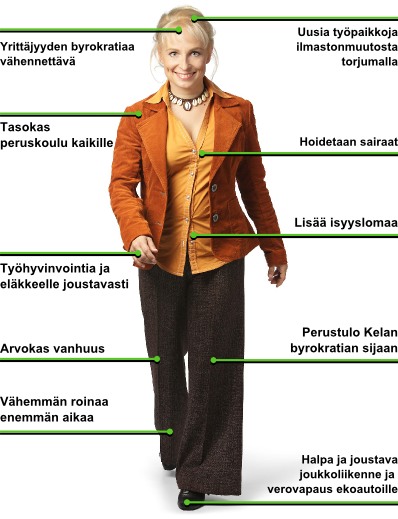 Yrittäjyyden byrokratiaa
vähennettävä
Uusia työpaikkoja
ilmastonmuutosta
torjumalla
Tasokas
peruskoulu kaikille
Hoidetaan sairaat
Lisää isyyslomaa
Työhyvinvointia ja
eläkkeelle joustavasti
Perustulo Kelan
byrokratian sijaan
Arvokas vanhuus
Vähemmän roinaa
enemmän aikaa
Halpa ja joustava
joukkoliikenne ja
verovapaus ekoautoille